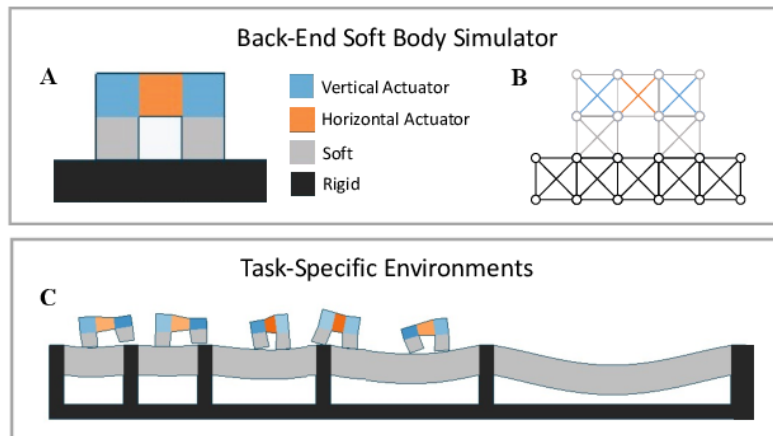 Back-End Soft Body Simulator
A
B
Vertical Actuator
Horizontal Actuator
Soft
Rigid
Task-Specific Environments
C